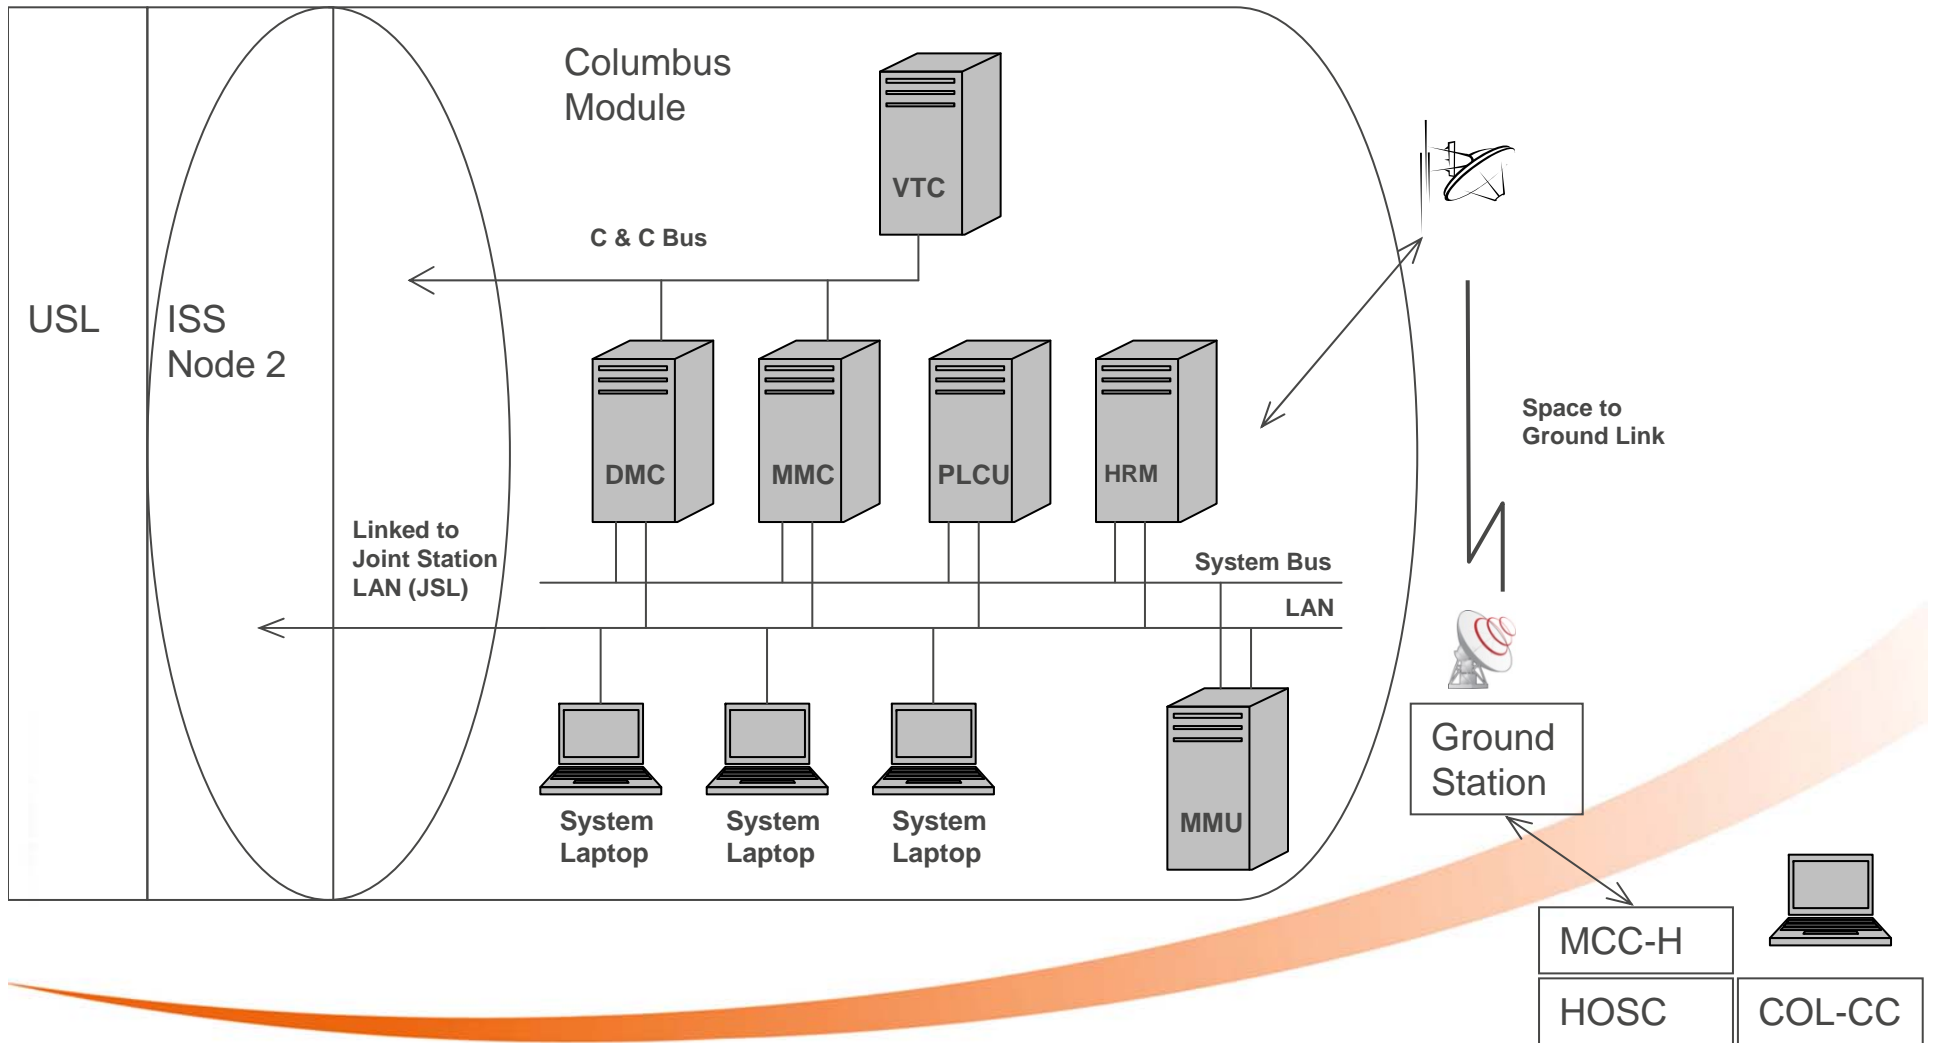 Columbus
Module
VTC
C & C Bus
USL
ISS
Node 2
DMC
MMC
PLCU
HRM
Space to
Ground Link
Linked to
Joint Station
LAN (JSL)
System Bus
LAN
System
Laptop
System
Laptop
System
Laptop
MMU
Ground
Station
MCC-H
HOSC
COL-CC